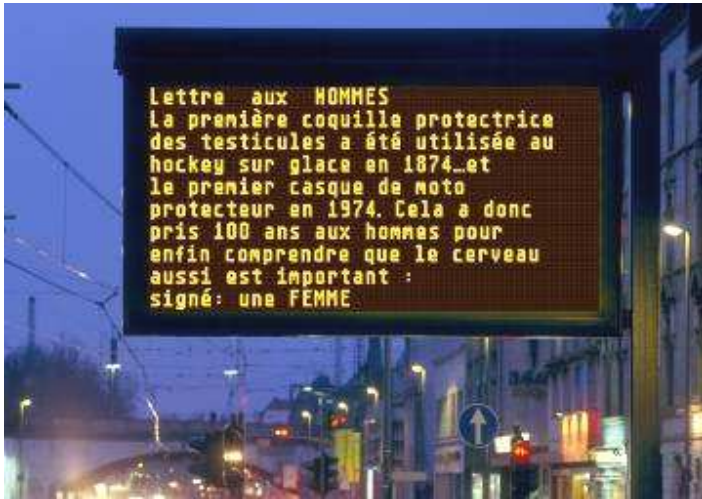 Lettre aux HOMMES
La première coquille protectrice
des testicules a été utilisée au
hockey sur glace en 1874…et
le premier casque de moto
protecteur en 1974. Cela a donc
pris 100 ans aux hommes pour
enfin comprendre que le cerveau
aussi est important :
signé: une FEMME